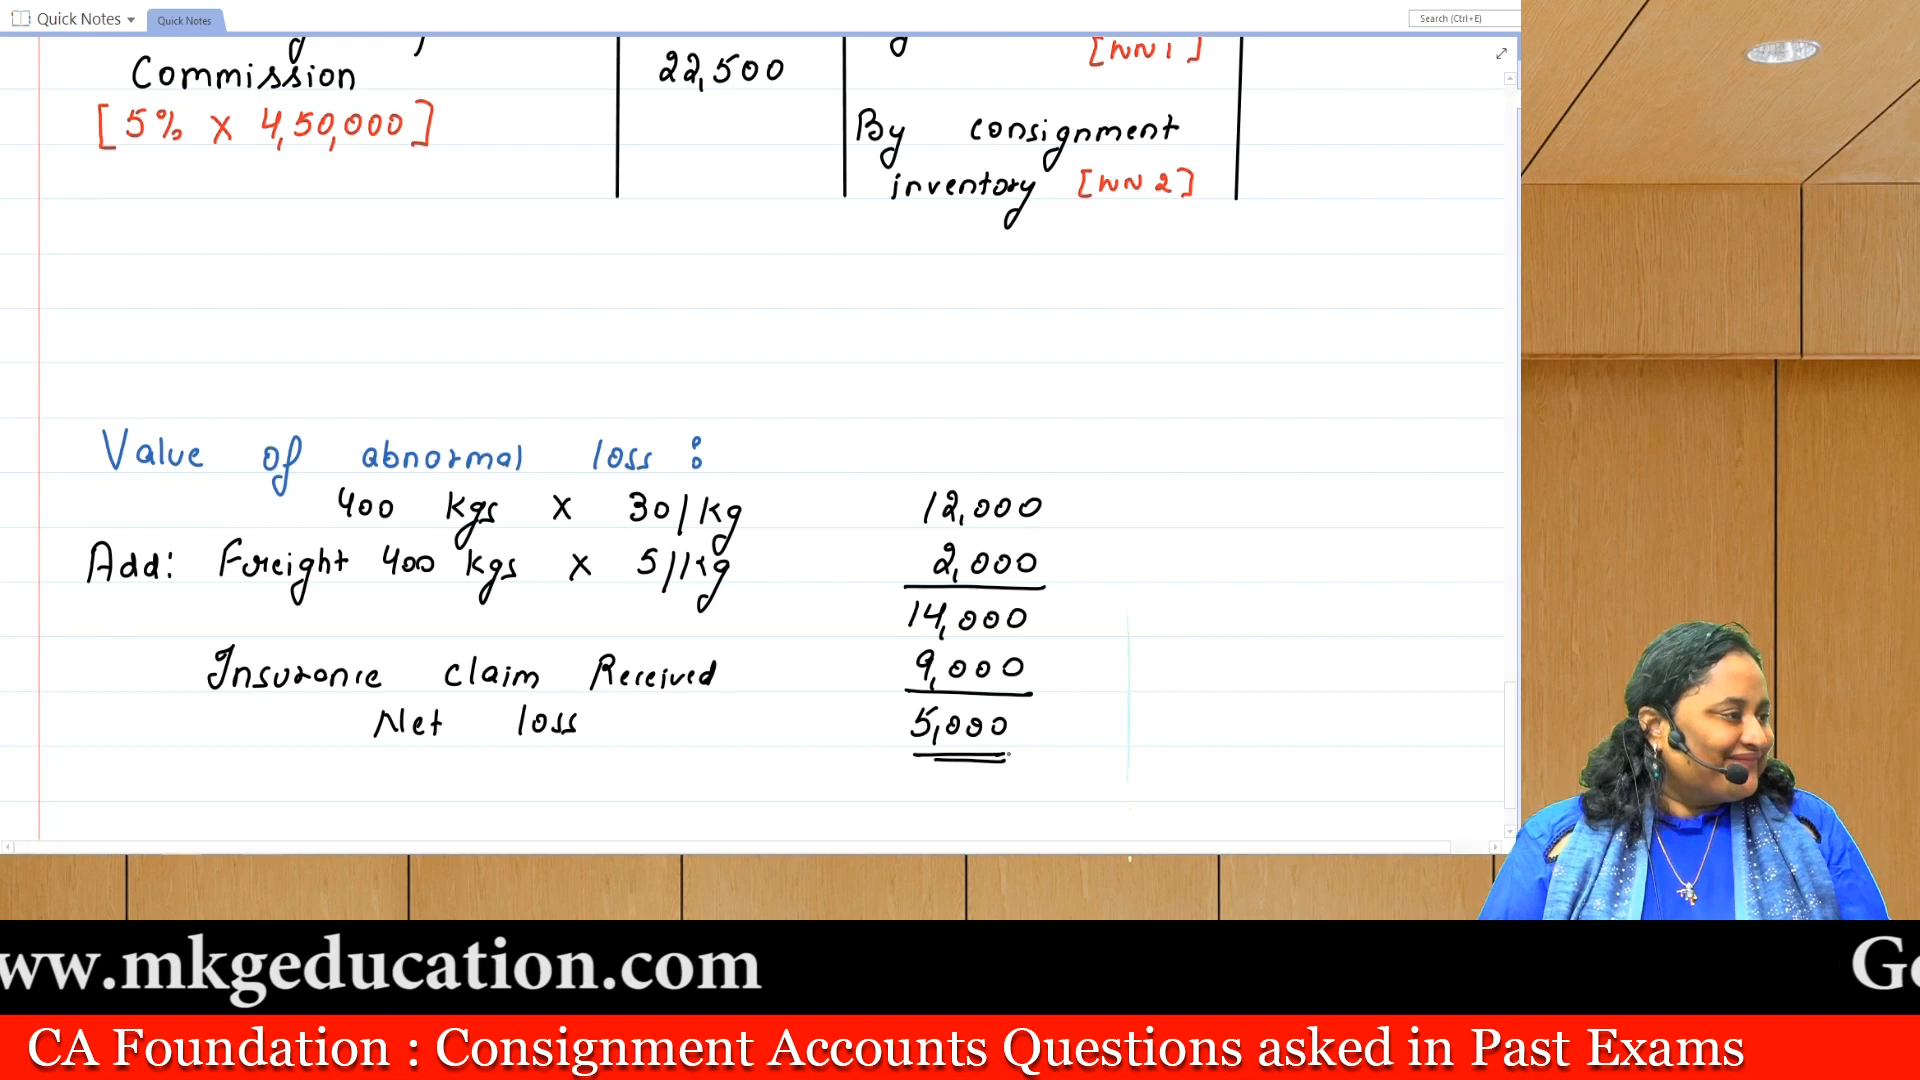 Quick Notes
Quick Notes
Search (Ctrl+E)
Commission 22,500 [WN 1]
[5% X 4,50,000]
By consignment
inventory [WN 2]
Value of abnormal loss :
400 kgs X 30/kg 12,000
Add: Freight 400 kgs X 5/kg 2,000
14,000
Insurance claim Received 9,000
Net loss 5,000
ww.mkgeducation.com
CA Foundation : Consignment Accounts Questions asked in Past Exams